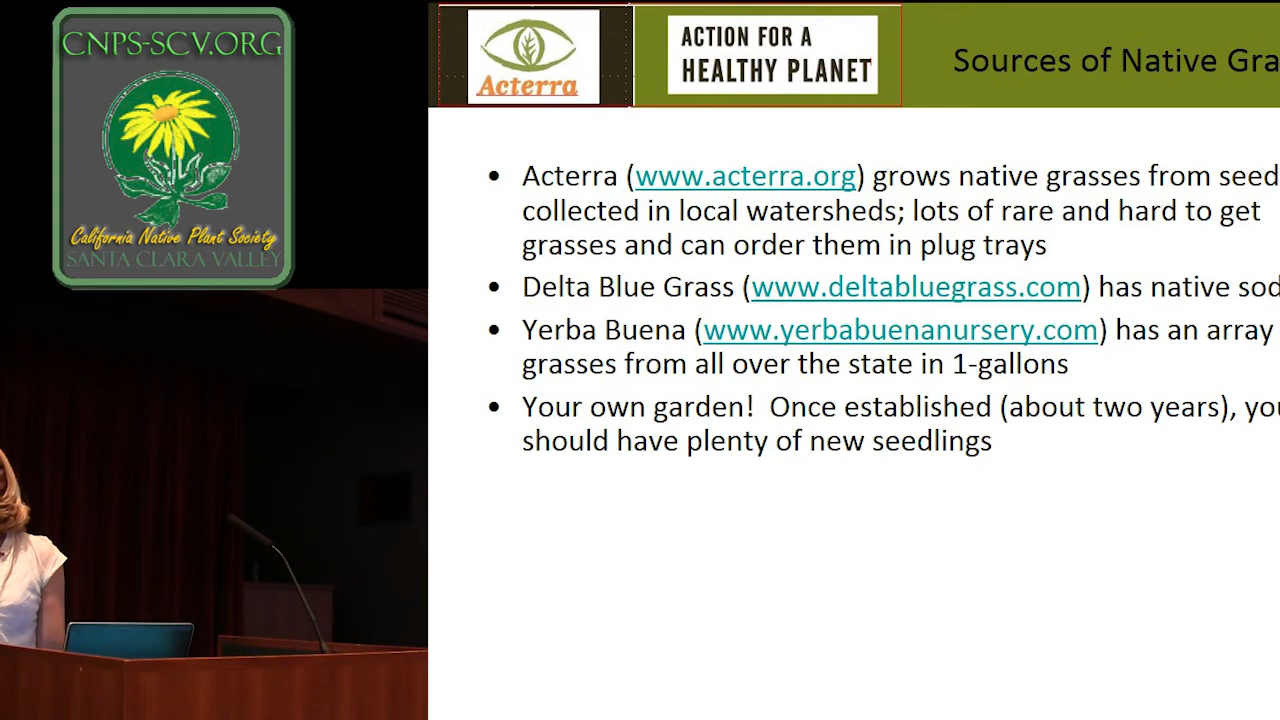 CNPS-SCV.ORG
California Native Plant Society
SANTA CLARA VALLEY
Acterra
ACTION FOR A
HEALTHY PLANET
Sources of Native Gra
• Acterra (www.acterra.org) grows native grasses from seed
collected in local watersheds; lots of rare and hard to get
grasses and can order them in plug trays
• Delta Blue Grass (www.deltabluegrass.com) has native sod
• Yerba Buena (www.yerbabuenanursery.com) has an array
grasses from all over the state in 1-gallons
• Your own garden!  Once established (about two years), you
should have plenty of new seedlings